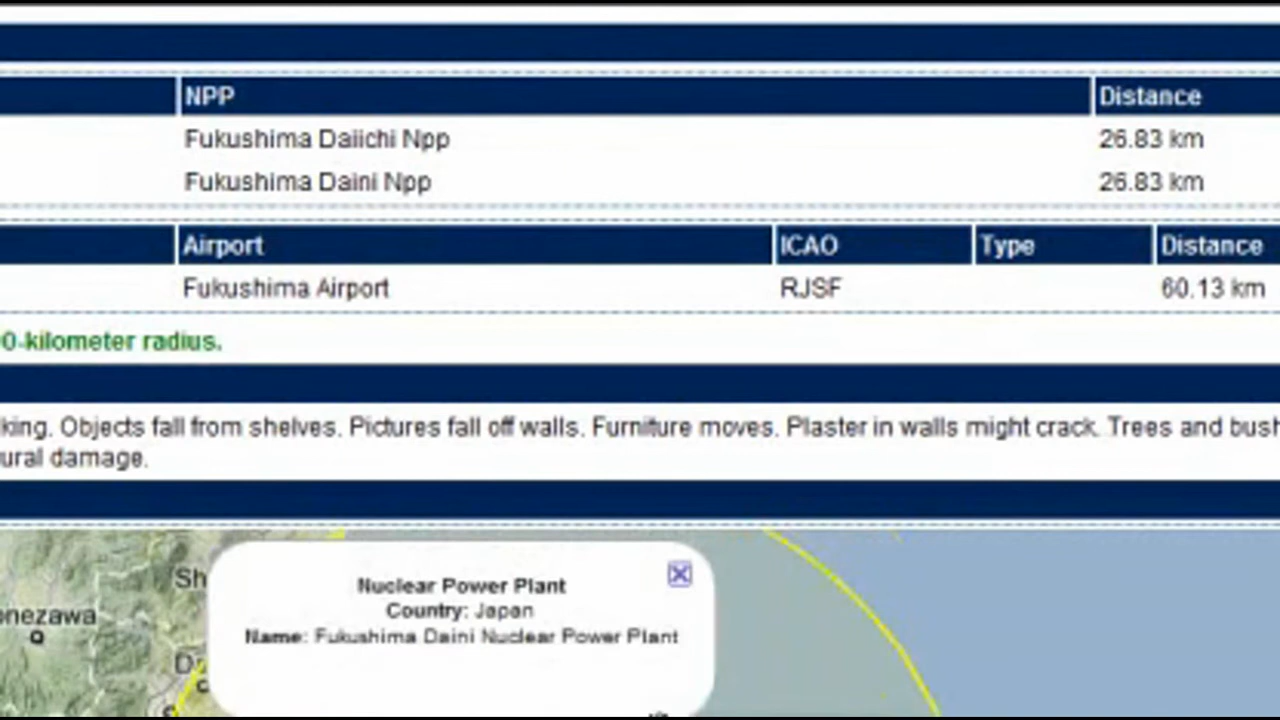 NPP Distance
Fukushima Daiichi Npp 26.83 km
Fukushima Daini Npp 26.83 km
Airport ICAO Type Distance
Fukushima Airport RJSF 60.13 km
0-kilometer radius.
king. Objects fall from shelves. Pictures fall off walls. Furniture moves. Plaster in walls might crack. Trees and bush
ural damage.
Nuclear Power Plant
Country: Japan
Name: Fukushima Daini Nuclear Power Plant
Sh
onezawa
Da